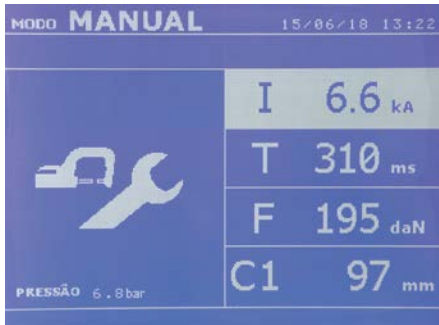 MODO MANUAL 15/06/18 13:22
I 6.6 kA
T 310 ms
F 195 daN
C1 97 mm
PRESSÃO 6.8bar